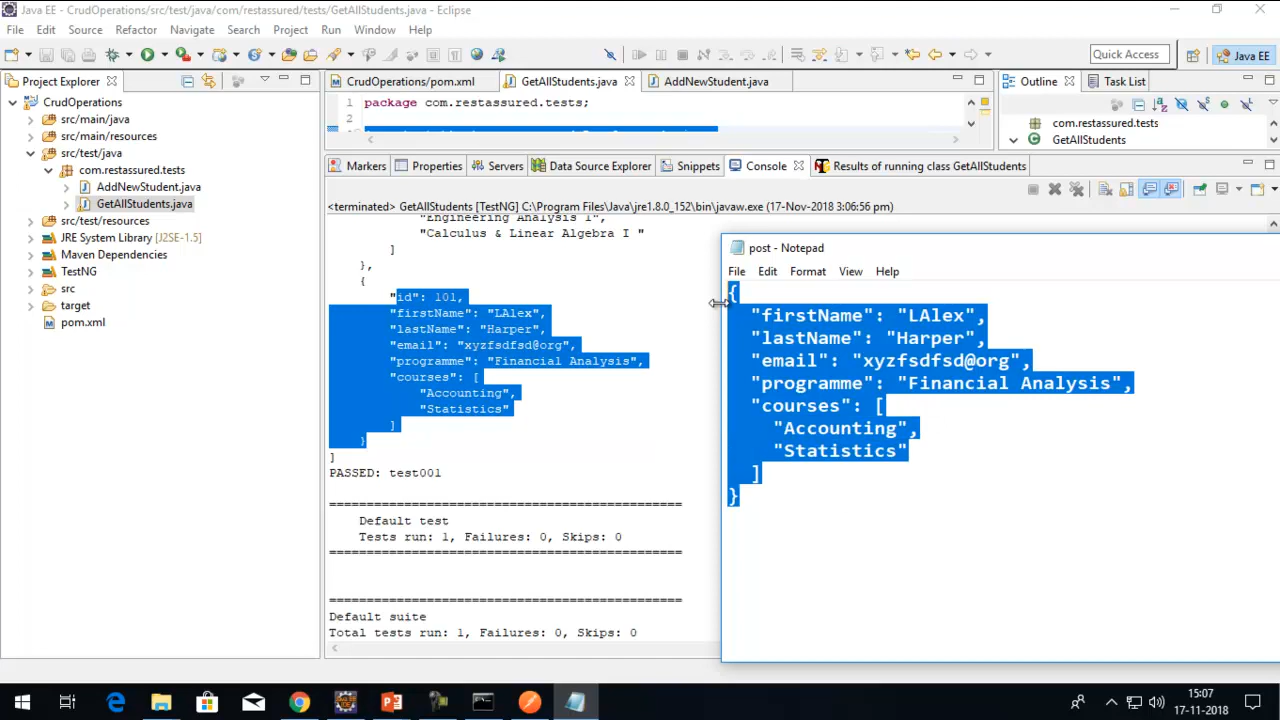 Java EE - CrudOperations/src/test/java/com/restassured/tests/GetAllStudents.java - Eclipse
File Edit Source Refactor Navigate Search Project Run Window Help
Quick Access
Java EE
Project Explorer
CrudOperations
src/main/java
src/main/resources
src/test/java
com.restassured.tests
AddNewStudent.java
GetAllStudents.java
src/test/resources
JRE System Library [J2SE-1.5]
Maven Dependencies
TestNG
src
target
pom.xml
CrudOperations/pom.xml
GetAllStudents.java
AddNewStudent.java
1 package com.restassured.tests;
2
Outline
Task List
com.restassured.tests
GetAllStudents
Markers Properties Servers Data Source Explorer Snippets Console Results of running class GetAllStudents
<terminated> GetAllStudents [TestNG] C:\Program Files\Java\jre1.8.0_152\bin\javaw.exe (17-Nov-2018 3:06:56 pm)
"Engineering Analysis I",
"Calculus & Linear Algebra I "
]
},
{
"id": 101,
"firstName": "LAlex",
"lastName": "Harper",
"email": "xyzfsdfsd@org",
"programme": "Financial Analysis",
"courses": [
"Accounting",
"Statistics"
]
}
]
PASSED: test001
===============================================
Default test
Tests run: 1, Failures: 0, Skips: 0
===============================================
===============================================
Default suite
Total tests run: 1, Failures: 0, Skips: 0
post - Notepad
File Edit Format View Help
{
"firstName": "LAlex",
"lastName": "Harper",
"email": "xyzfsdfsd@org",
"programme": "Financial Analysis",
"courses": [
"Accounting",
"Statistics"
]
}
15:07
17-11-2018